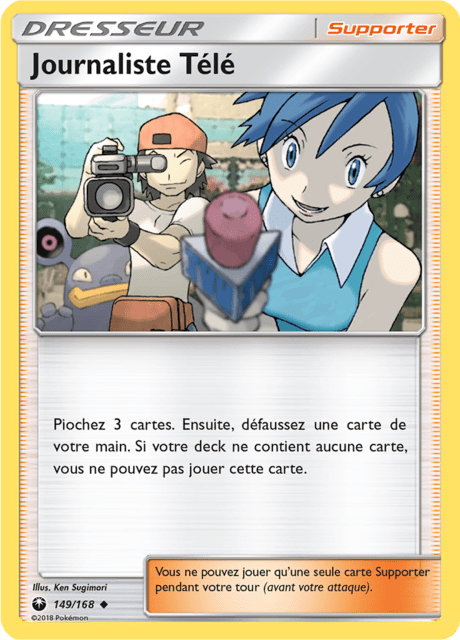 DRESSEUR
Supporter
Journaliste Télé
Piochez 3 cartes. Ensuite, défaussez une carte de
votre main. Si votre deck ne contient aucune carte,
vous ne pouvez pas jouer cette carte.
Vous ne pouvez jouer qu'une seule carte Supporter
pendant votre tour (avant votre attaque).
Illus. Ken Sugimori
149/168
©2018 Pokémon